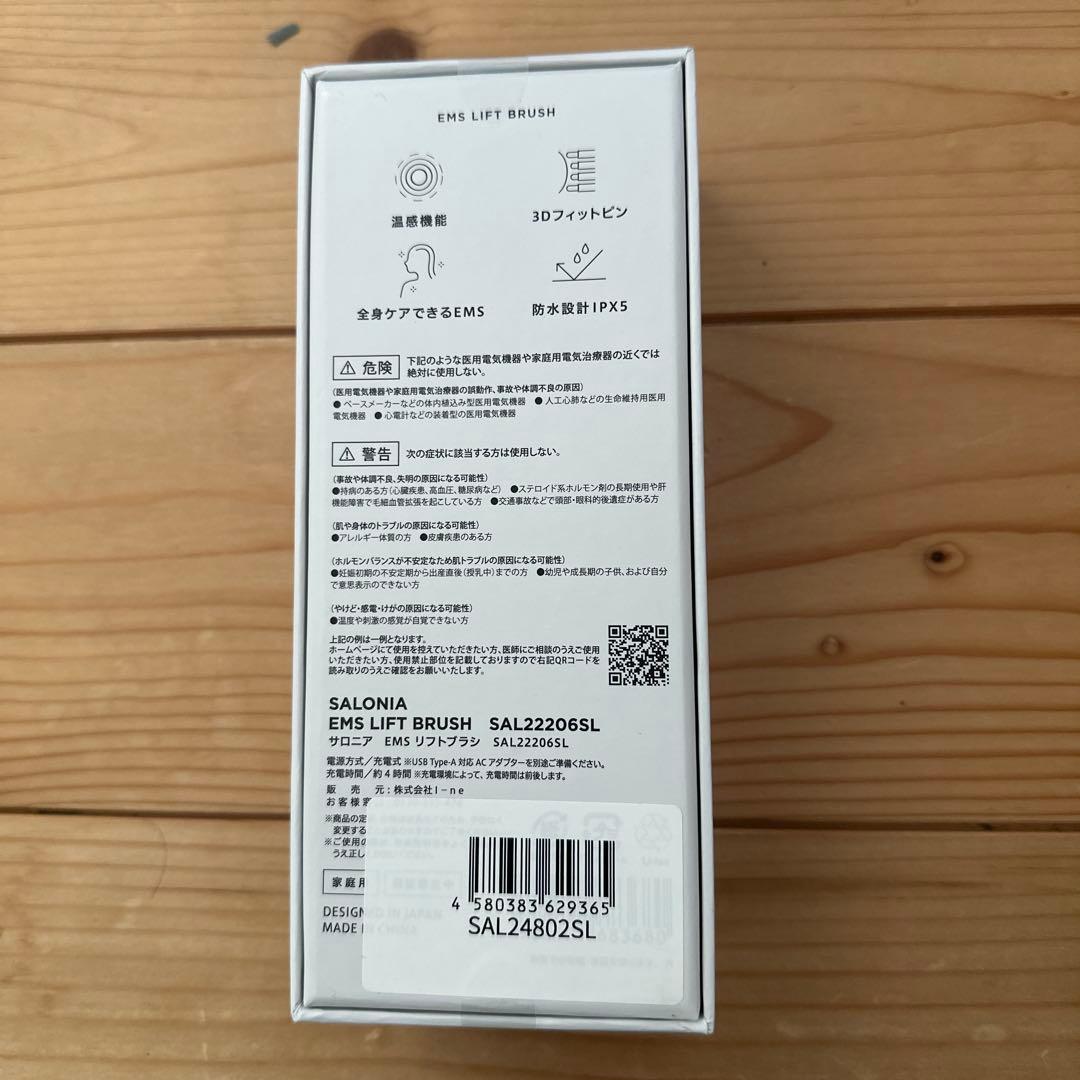 EMS LIFT BRUSH
温感機能
3Dフィットピン
全身ケアできるEMS
防水設計IPX5
⚠ 危険 下記のような医用電気機器や家庭用電気治療器の近くでは
絶対に使用しない。
(医用電気機器や家庭用電気治療器の誤動作、事故や体調不良の原因)
● ペースメーカーなどの体内植込み型医用電気機器 ● 人工心肺などの生命維持用医用
電気機器 ● 心電計などの装着型の医用電気機器
⚠ 警告 次の症状に該当する方は使用しない。
(事故や体調不良、失明の原因になる可能性)
●持病のある方(心臓疾患、高血圧、糖尿病など) ●ステロイド系ホルモン剤の長期使用や肝
機能障害で毛細血管拡張を起こしている方 ●交通事故などで頭部・眼科的後遺症がある方
(肌や身体のトラブルの原因になる可能性)
●アレルギー体質の方 ●皮膚疾患のある方
(ホルモンバランスが不安定なため肌トラブルの原因になる可能性)
●妊娠初期の不安定期から出産直後(授乳中)までの方 ●幼児や成長期の子供、および自分
で意思表示のできない方
(やけど・感電・けがの原因になる可能性)
●温度や刺激の感覚が自覚できない方
上記の例は一例となります。
ホームページにて使用を控えていただきたい方、医師にご相談のうえご使用
いただきたい方、使用禁止部位を記載しておりますので右記QRコードを
読み取りのうえご確認をお願いいたします。
SALONIA
EMS LIFT BRUSH SAL22206SL
サロニア EMS リフトブラシ SAL22206SL
電源方式/充電式 ※USB Type-A 対応 AC アダプターを別途ご準備ください。
充電時間/約4時間 ※充電環境によって、充電時間は前後します。
販 売 元:株式会社I-ne
お客様窓
※商品の定
変更する
※ご使用の
うえ正し
家庭用
DESIGNED IN JAPAN
MADE IN CHINA
4 580383 629365
SAL24802SL